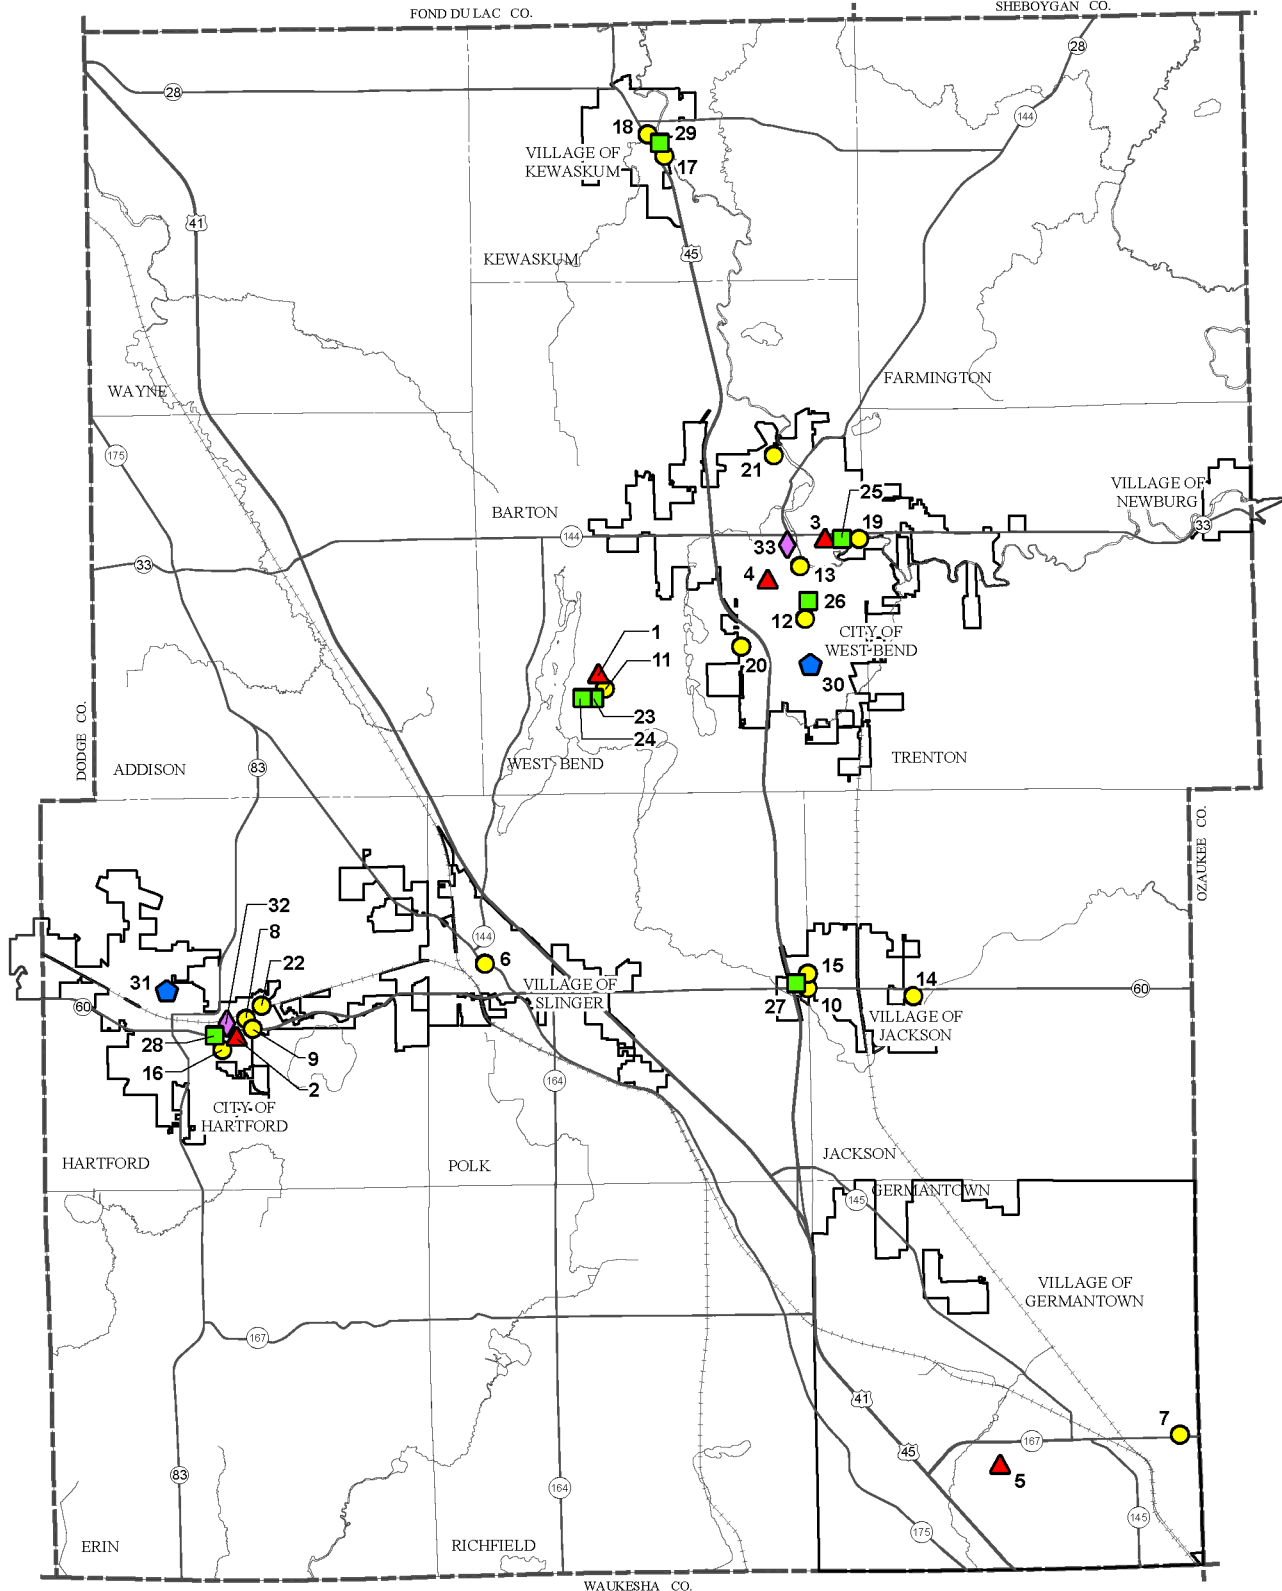 FOND DU LAC CO.
SHEBOYGAN CO.
28
28
144
18
29
VILLAGE OF
KEWASKUM
17
41
45
KEWASKUM
WAYNE
FARMINGTON
175
21
VILLAGE OF
NEWBURG
25
BARTON
144
3
19
33
33
33
13
4
26
12
CITY OF
WEST BEND
1
20
11
30
23
24
DODGE CO.
ADDISON
83
WEST BEND
TRENTON
OZAUKEE CO.
32
8
22
144
6
15
14
31
VILLAGE OF
SLINGER
60
60
27
10
VILLAGE OF
JACKSON
28
9
16
2
164
CITY OF
HARTFORD
HARTFORD
POLK
JACKSON
GERMANTOWN
145
VILLAGE OF
GERMANTOWN
167
41
7
45
167
83
5
164
145
175
ERIN
RICHFIELD
WAUKESHA CO.